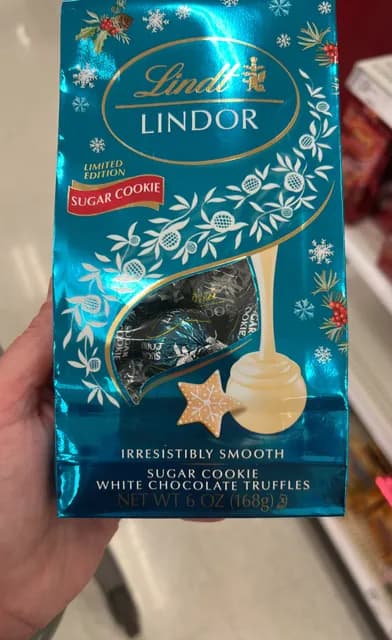 Lindt
LINDOR
LIMITED
EDITION
SUGAR COOKIE
IRRESISTIBLY SMOOTH
SUGAR COOKIE
WHITE CHOCOLATE TRUFFLES
NET WT 6 OZ (168g)